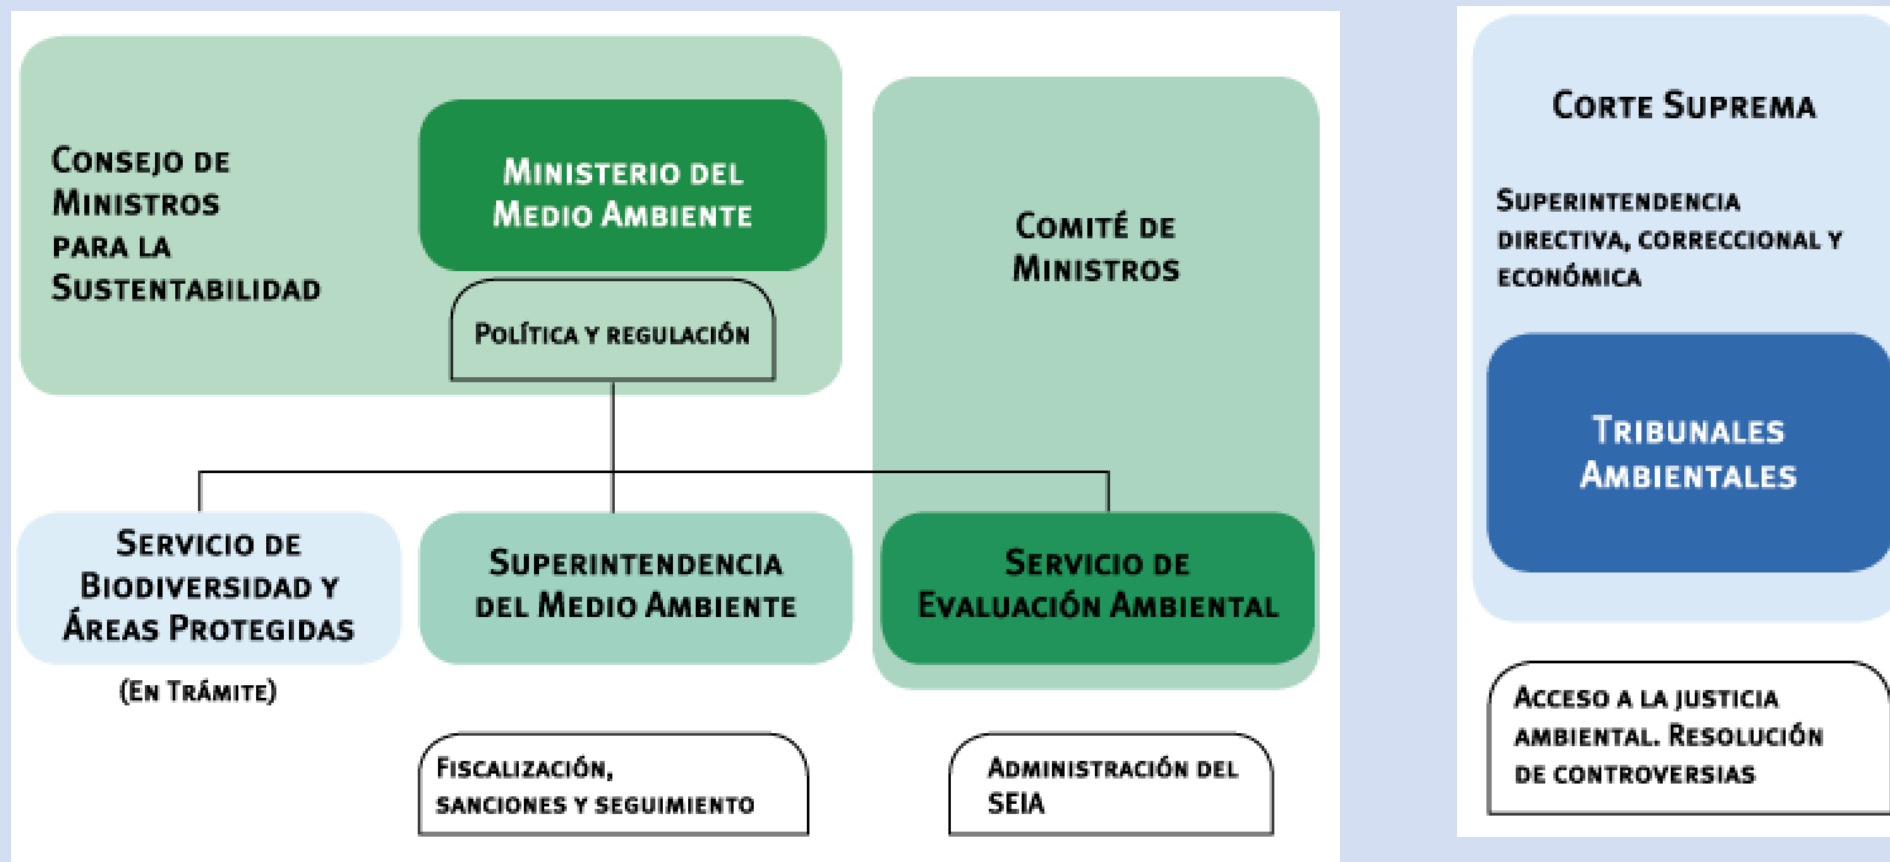 Consejo de
Ministros
para la
Sustentabilidad
Ministerio del
Medio Ambiente
Política y regulación
Comité de
Ministros
Servicio de
Biodiversidad y
Áreas Protegidas
(En Trámite)
Superintendencia
del Medio Ambiente
Servicio de
Evaluación Ambiental
Fiscalización,
sanciones y seguimiento
Administración del
SEIA
Corte Suprema
Superintendencia
directiva, correccional y
económica
Tribunales
Ambientales
Acceso a la justicia
ambiental. Resolución
de controversias